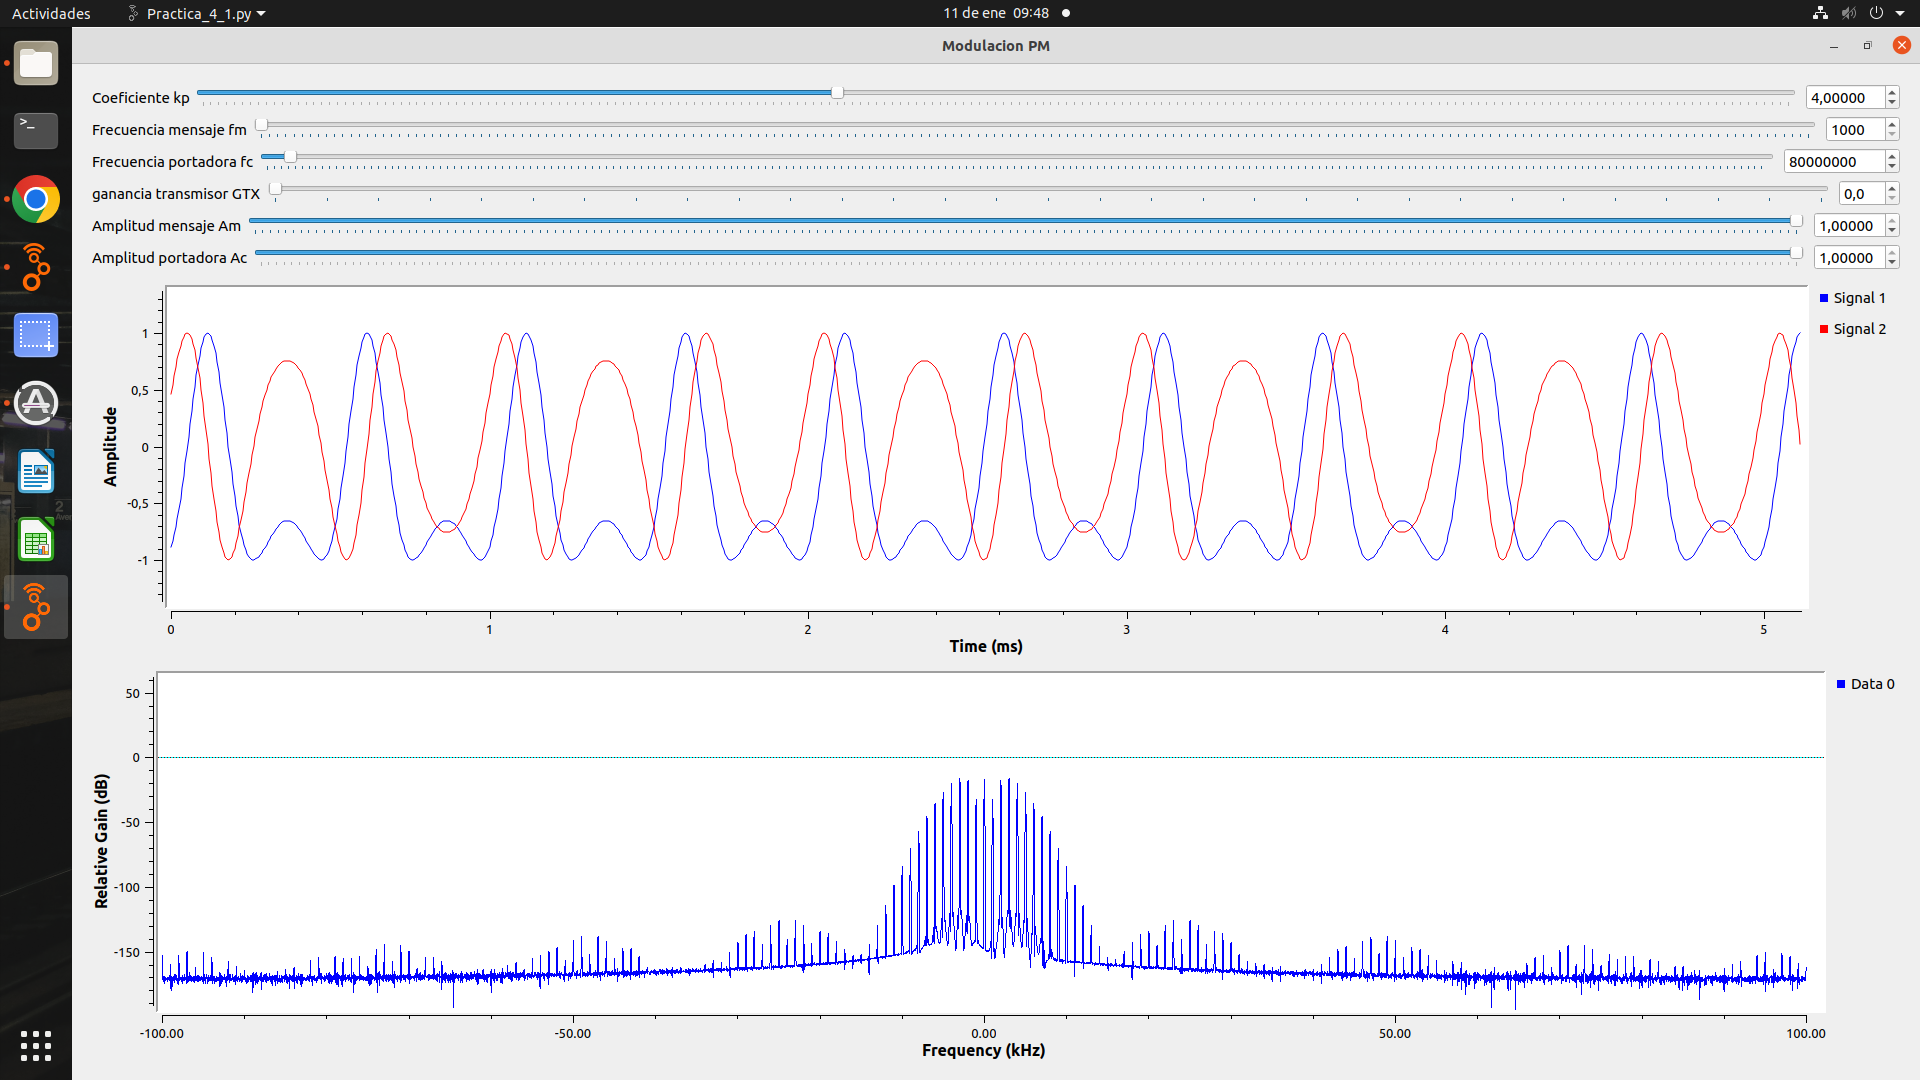 Actividades
Practica_4_1.py
11 de ene 09:48
Modulacion PM
Coeficiente kp
4,00000
Frecuencia mensaje fm
1000
Frecuencia portadora fc
80000000
ganancia transmisor GTX
0,0
Amplitud mensaje Am
1,00000
Amplitud portadora Ac
1,00000
Signal 1
Signal 2
1
0,5
0
-0,5
-1
Amplitude
0 1 2 3 4 5
Time (ms)
Data 0
50
0
-50
-100
-150
Relative Gain (dB)
-100.00 -50.00 0.00 50.00 100.00
Frequency (kHz)